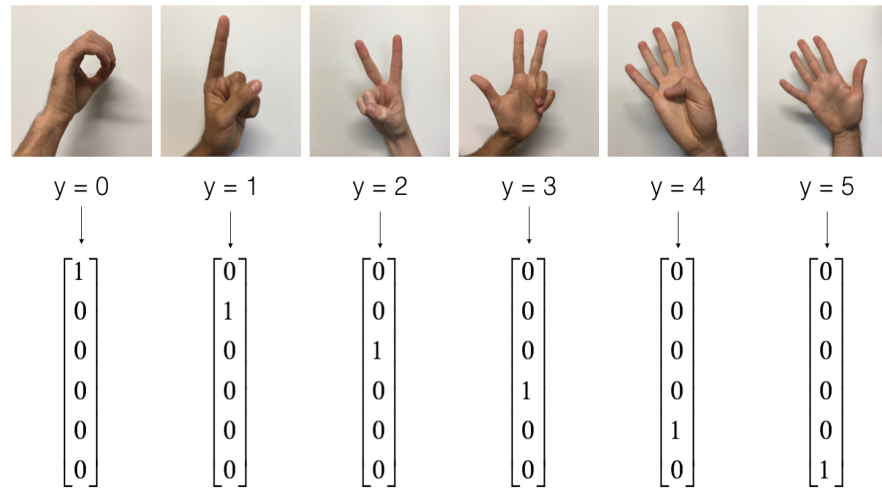 y = 0 y = 1 y = 2 y = 3 y = 4 y = 5
1 0 0 0 0 0
0 1 0 0 0 0
0 0 1 0 0 0
0 0 0 1 0 0
0 0 0 0 1 0
0 0 0 0 0 1